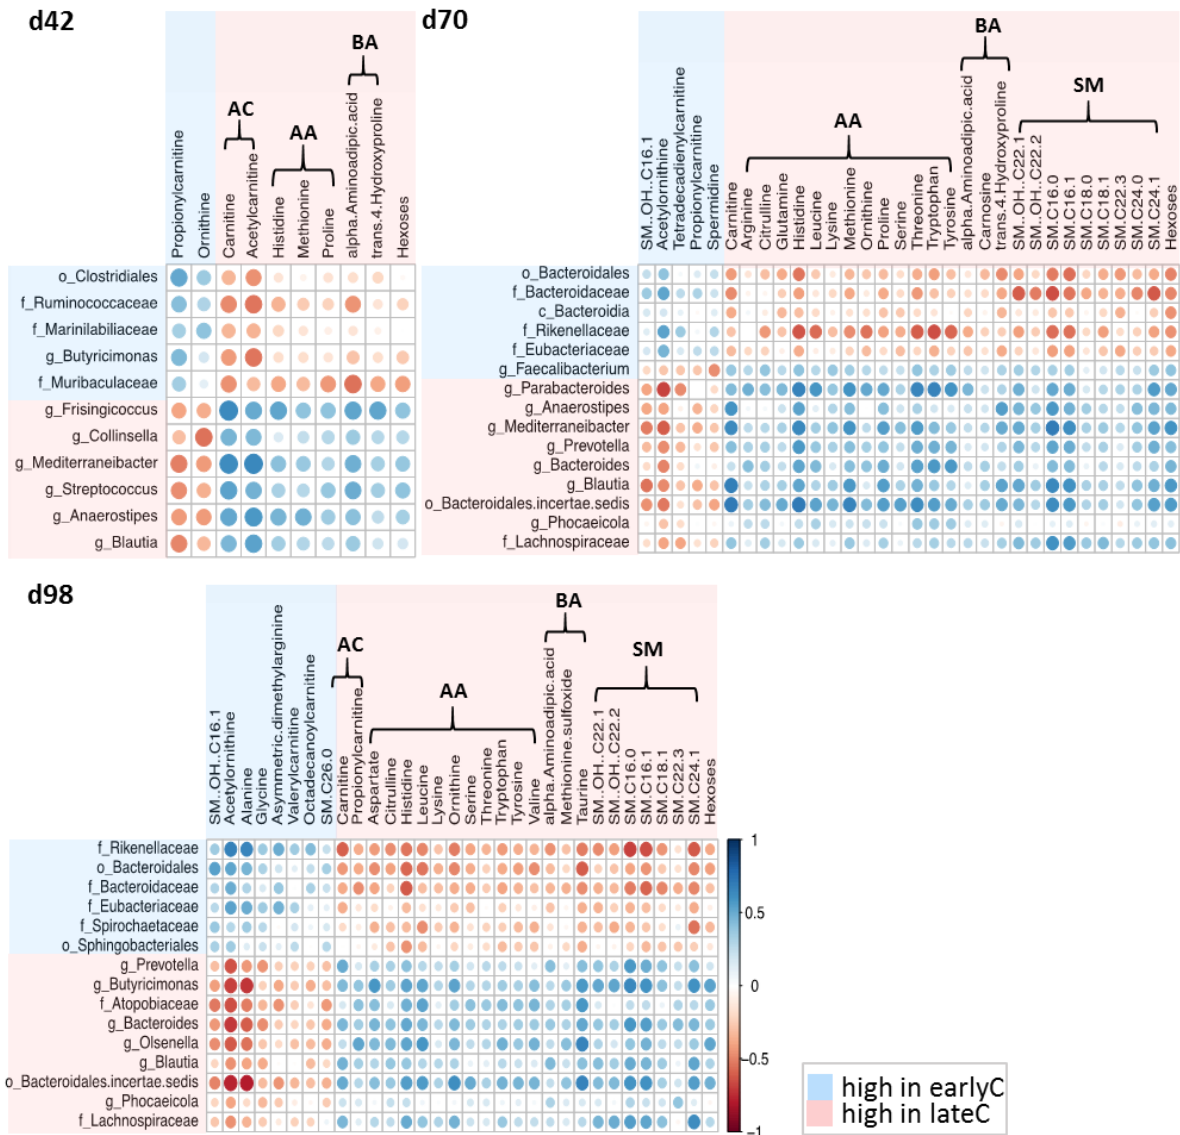 d42
BA
AC
AA
Propionylcarnitine
Ornithine
Carnitine
Acetylcarnitine
Histidine
Methionine
Proline
alpha.Aminoadipic.acid
trans.4.Hydroxyproline
Hexoses
o_Clostridiales
f_Ruminococcaceae
f_Marinilabiliaceae
g_Butyricimonas
f_Muribaculaceae
g_Frisingicoccus
g_Collinsella
g_Mediterraneibacter
g_Streptococcus
g_Anaerostipes
g_Blautia
d70
BA
SM
AA
SM..OH..C16.1
Acetylornithine
Tetradecadienylcarnitine
Propionylcarnitine
Spermidine
Carnitine
Arginine
Citrulline
Glutamine
Histidine
Leucine
Lysine
Methionine
Ornithine
Proline
Serine
Threonine
Tryptophan
Tyrosine
alpha.Aminoadipic.acid
Carnosine
trans.4.Hydroxyproline
SM..OH..C22.1
SM..OH..C22.2
SM.C16.0
SM.C16.1
SM.C18.0
SM.C18.1
SM.C22.3
SM.C24.0
SM.C24.1
Hexoses
o_Bacteroidales
f_Bacteroidaceae
c_Bacteroidia
f_Rikenellaceae
f_Eubacteriaceae
g_Faecalibacterium
g_Parabacteroides
g_Anaerostipes
g_Mediterraneibacter
g_Prevotella
g_Bacteroides
g_Blautia
o_Bacteroidales.incertae.sedis
g_Phocaeicola
f_Lachnospiraceae
d98
BA
AC
SM
AA
SM..OH..C16.1
Acetylornithine
Alanine
Glycine
Asymmetric.dimethylarginine
Valerylcarnitine
Octadecanoylcarnitine
SM.C26.0
Carnitine
Propionylcarnitine
Aspartate
Citrulline
Histidine
Leucine
Lysine
Ornithine
Serine
Threonine
Tryptophan
Tyrosine
Valine
alpha.Aminoadipic.acid
Methionine.sulfoxide
Taurine
SM..OH..C22.1
SM..OH..C22.2
SM.C16.0
SM.C16.1
SM.C18.1
SM.C22.3
SM.C24.1
Hexoses
f_Rikenellaceae
o_Bacteroidales
f_Bacteroidaceae
f_Eubacteriaceae
f_Spirochaetaceae
o_Sphingobacteriales
g_Prevotella
g_Butyricimonas
f_Atopobiaceae
g_Bacteroides
g_Olsenella
g_Blautia
o_Bacteroidales.incertae.sedis
g_Phocaeicola
f_Lachnospiraceae
1
0.5
0
-0.5
-1
high in earlyC
high in lateC